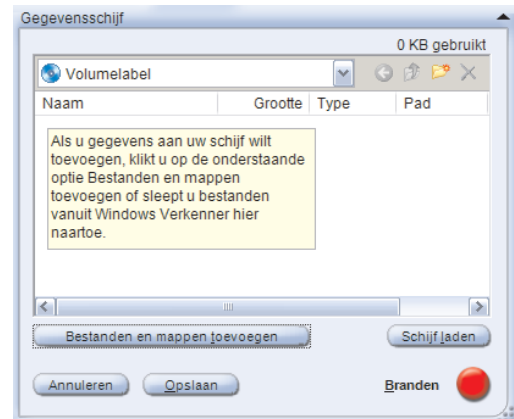 Gegevensschijf
0 KB gebruikt
Volumelabel
Naam Grootte Type Pad
Als u gegevens aan uw schijf wilt
toevoegen, klikt u op de onderstaande
optie Bestanden en mappen
toevoegen of sleept u bestanden
vanuit Windows Verkenner hier
naartoe.
Bestanden en mappen toevoegen Schijf laden
Annuleren Opslaan Branden